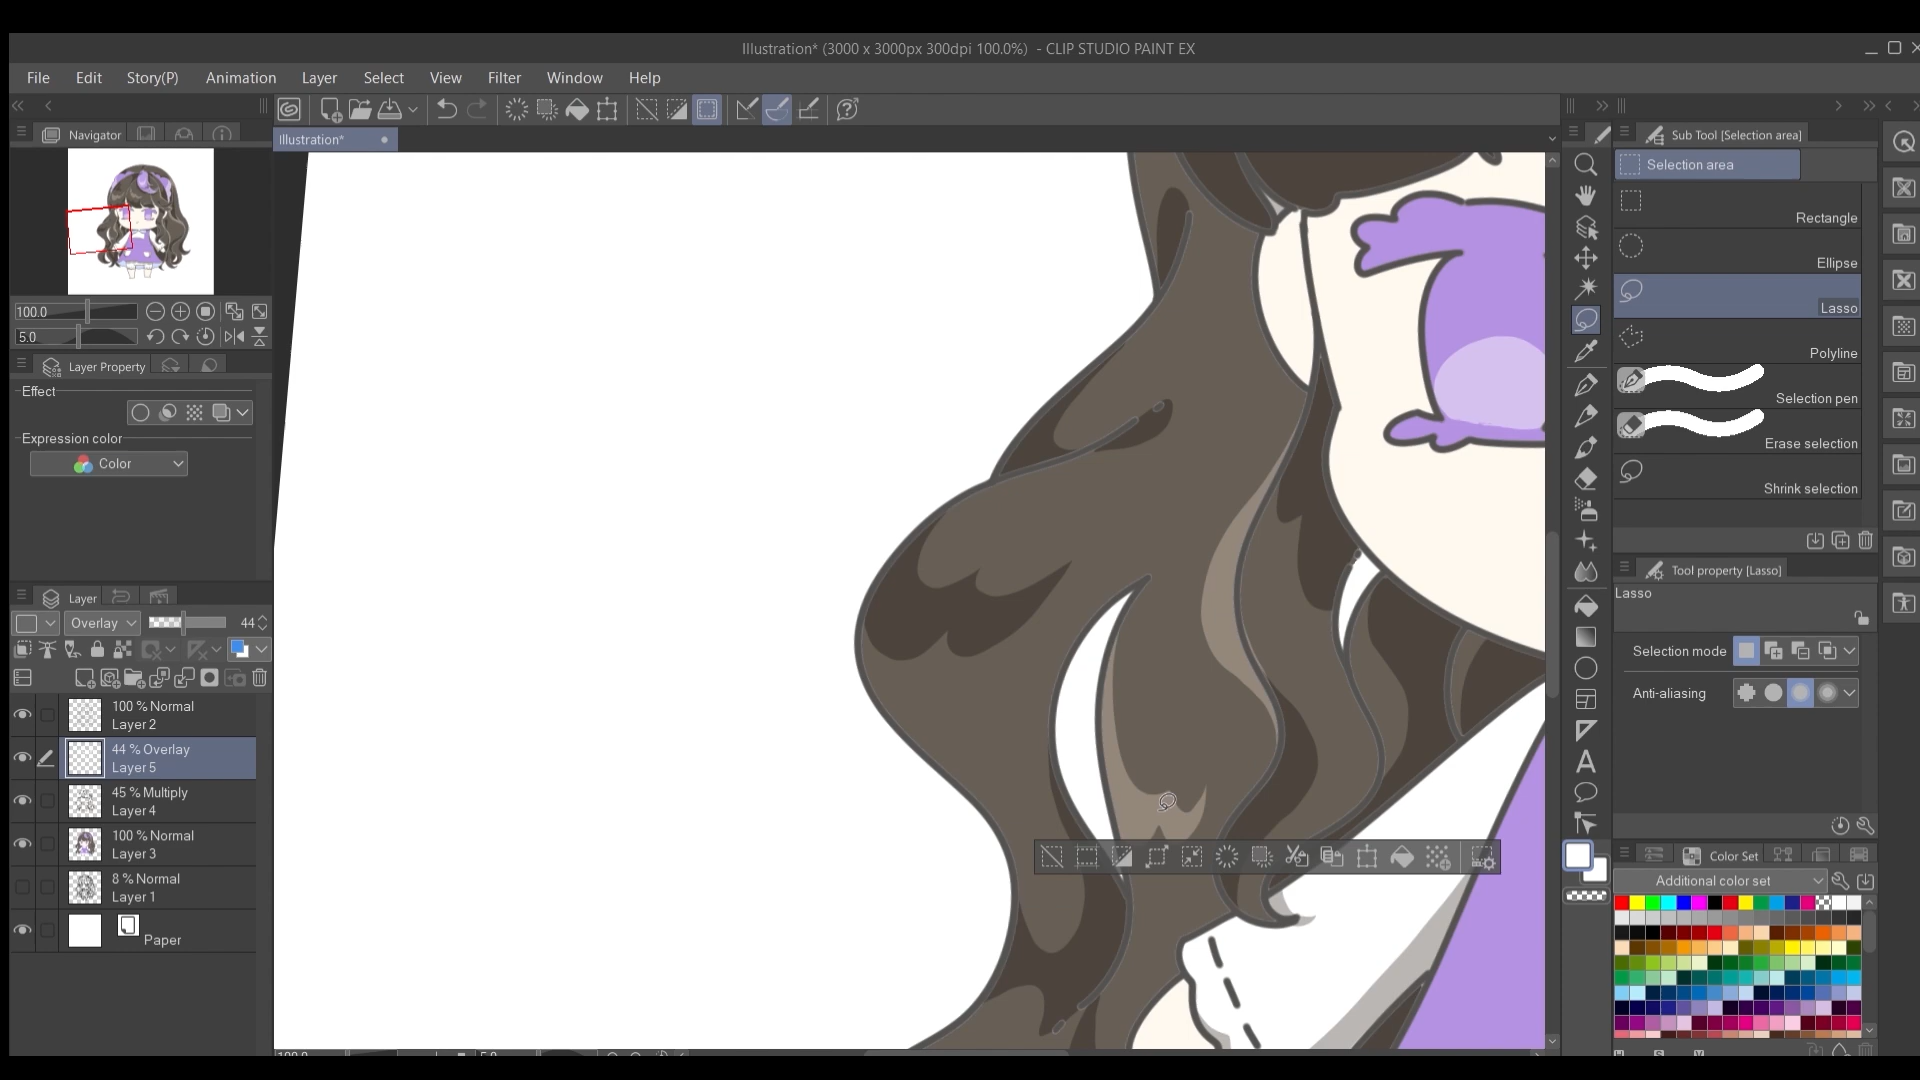 Illustration* (3000 x 3000px 300dpi 100.0%) - CLIP STUDIO PAINT EX
File Edit Story(P) Animation Layer Select View Filter Window Help
Navigator
Illustration*
100.0
5.0
Layer Property
Effect
Expression color
Color
Layer
Overlay 44
100 % Normal
Layer 2
44 % Overlay
Layer 5
45 % Multiply
Layer 4
100 % Normal
Layer 3
8 % Normal
Layer 1
Paper
Sub Tool [Selection area]
Selection area
Rectangle
Ellipse
Lasso
Polyline
Selection pen
Erase selection
Shrink selection
Tool property [Lasso]
Lasso
Selection mode
Anti-aliasing
Color Set
Additional color set